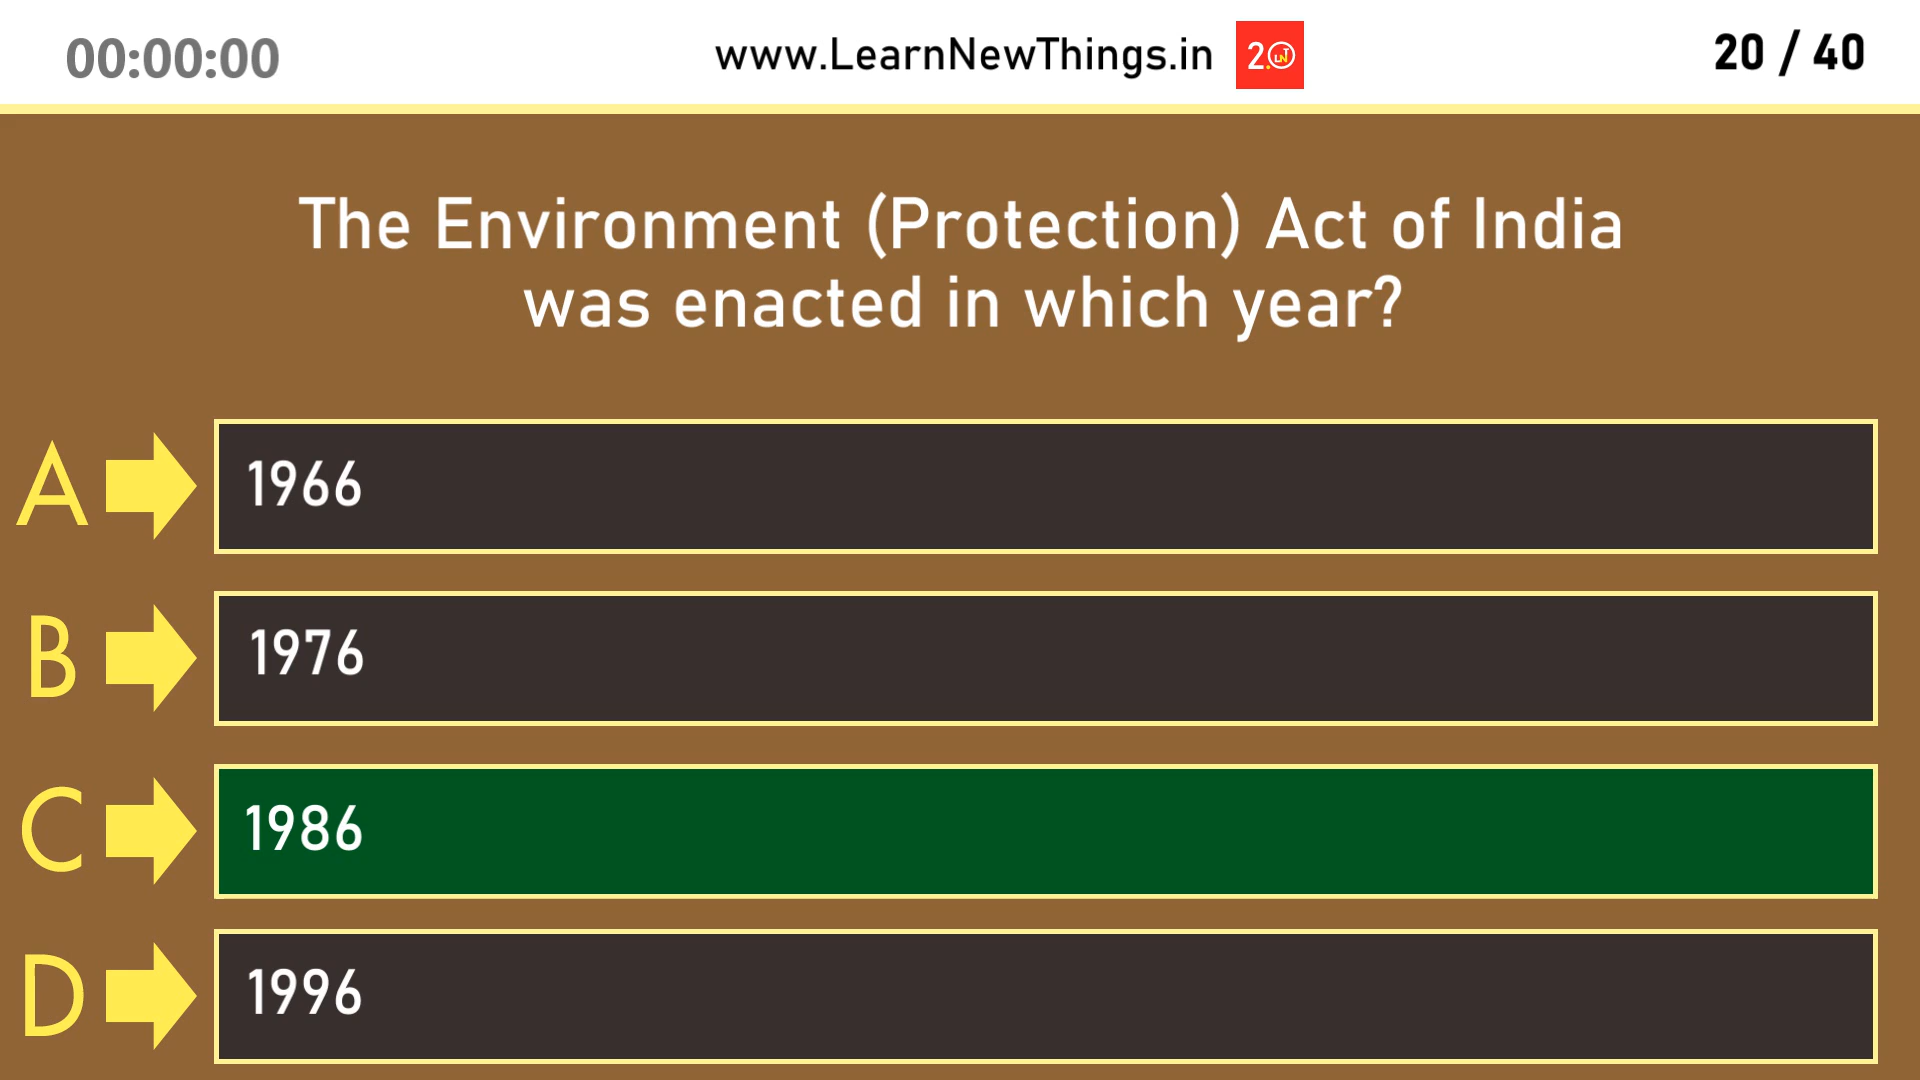 00:00:00
www.LearnNewThings.in
2.0
LNT
20 / 40
The Environment (Protection) Act of India
was enacted in which year?
A
1966
B
1976
C
1986
D
1996